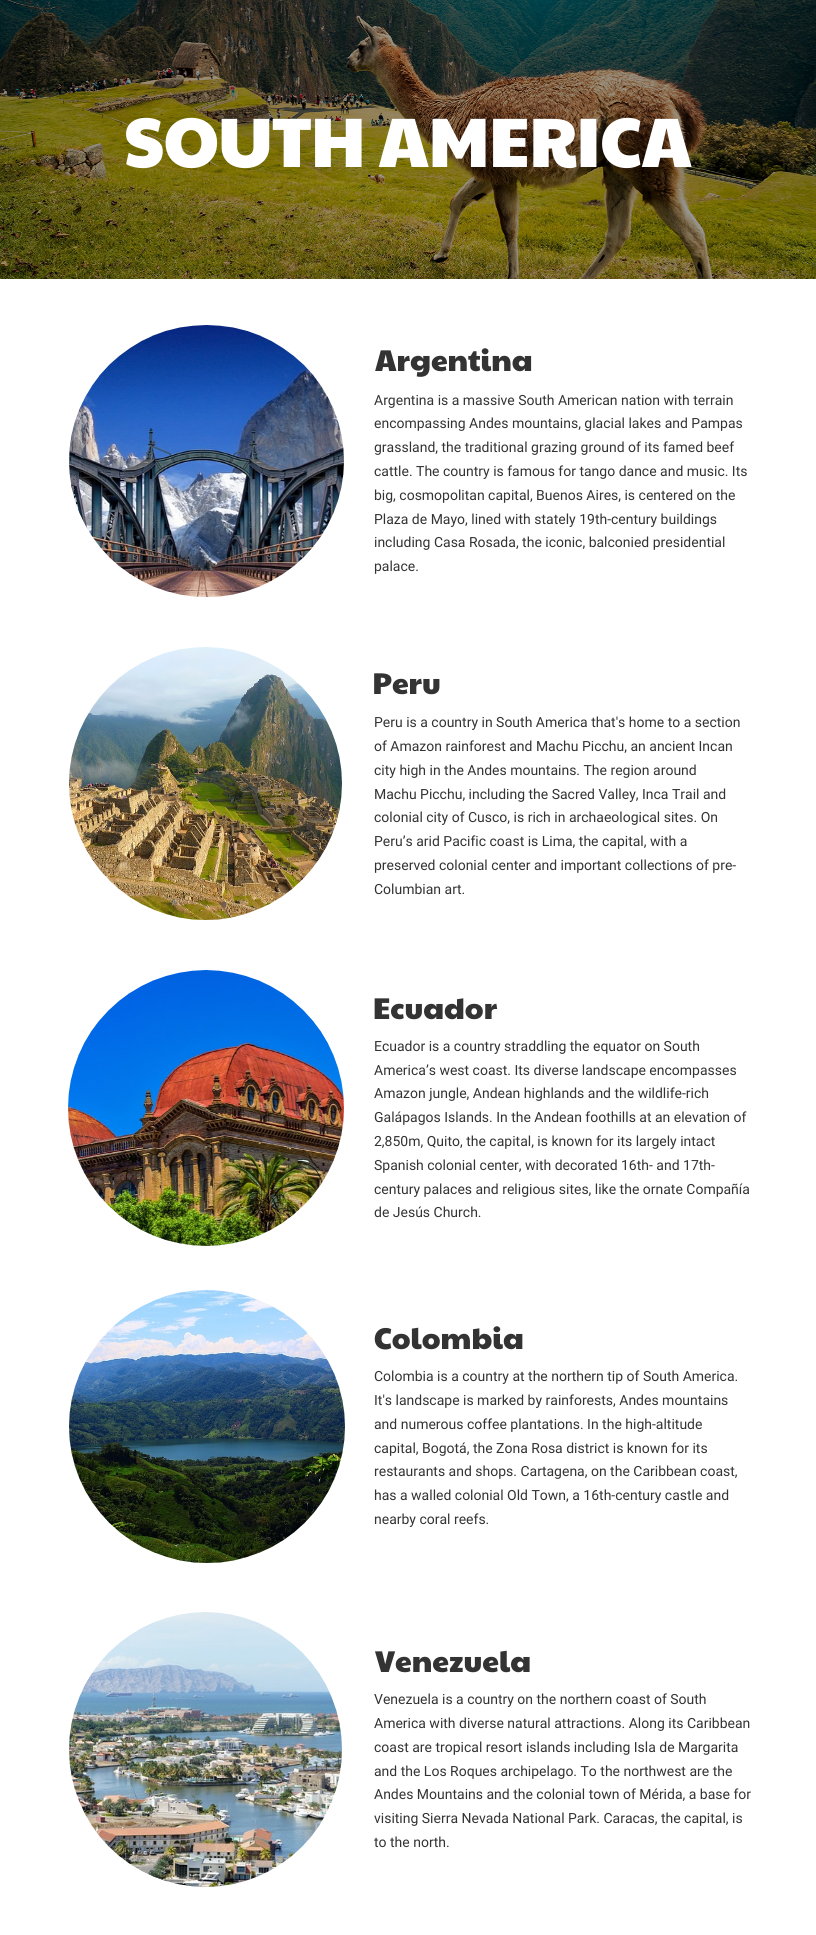 SOUTH AMERICA
Argentina
Argentina is a massive South American nation with terrain
encompassing Andes mountains, glacial lakes and Pampas
grassland, the traditional grazing ground of its famed beef
cattle. The country is famous for tango dance and music. Its
big, cosmopolitan capital, Buenos Aires, is centered on the
Plaza de Mayo, lined with stately 19th-century buildings
including Casa Rosada, the iconic, balconied presidential
palace.
Peru
Peru is a country in South America that's home to a section
of Amazon rainforest and Machu Picchu, an ancient Incan
city high in the Andes mountains. The region around
Machu Picchu, including the Sacred Valley, Inca Trail and
colonial city of Cusco, is rich in archaeological sites. On
Peru’s arid Pacific coast is Lima, the capital, with a
preserved colonial center and important collections of pre-
Columbian art.
Ecuador
Ecuador is a country straddling the equator on South
America’s west coast. Its diverse landscape encompasses
Amazon jungle, Andean highlands and the wildlife-rich
Galápagos Islands. In the Andean foothills at an elevation of
2,850m, Quito, the capital, is known for its largely intact
Spanish colonial center, with decorated 16th- and 17th-
century palaces and religious sites, like the ornate Compañía
de Jesús Church.
Colombia
Colombia is a country at the northern tip of South America.
It's landscape is marked by rainforests, Andes mountains
and numerous coffee plantations. In the high-altitude
capital, Bogotá, the Zona Rosa district is known for its
restaurants and shops. Cartagena, on the Caribbean coast,
has a walled colonial Old Town, a 16th-century castle and
nearby coral reefs.
Venezuela
Venezuela is a country on the northern coast of South
America with diverse natural attractions. Along its Caribbean
coast are tropical resort islands including Isla de Margarita
and the Los Roques archipelago. To the northwest are the
Andes Mountains and the colonial town of Mérida, a base for
visiting Sierra Nevada National Park. Caracas, the capital, is
to the north.